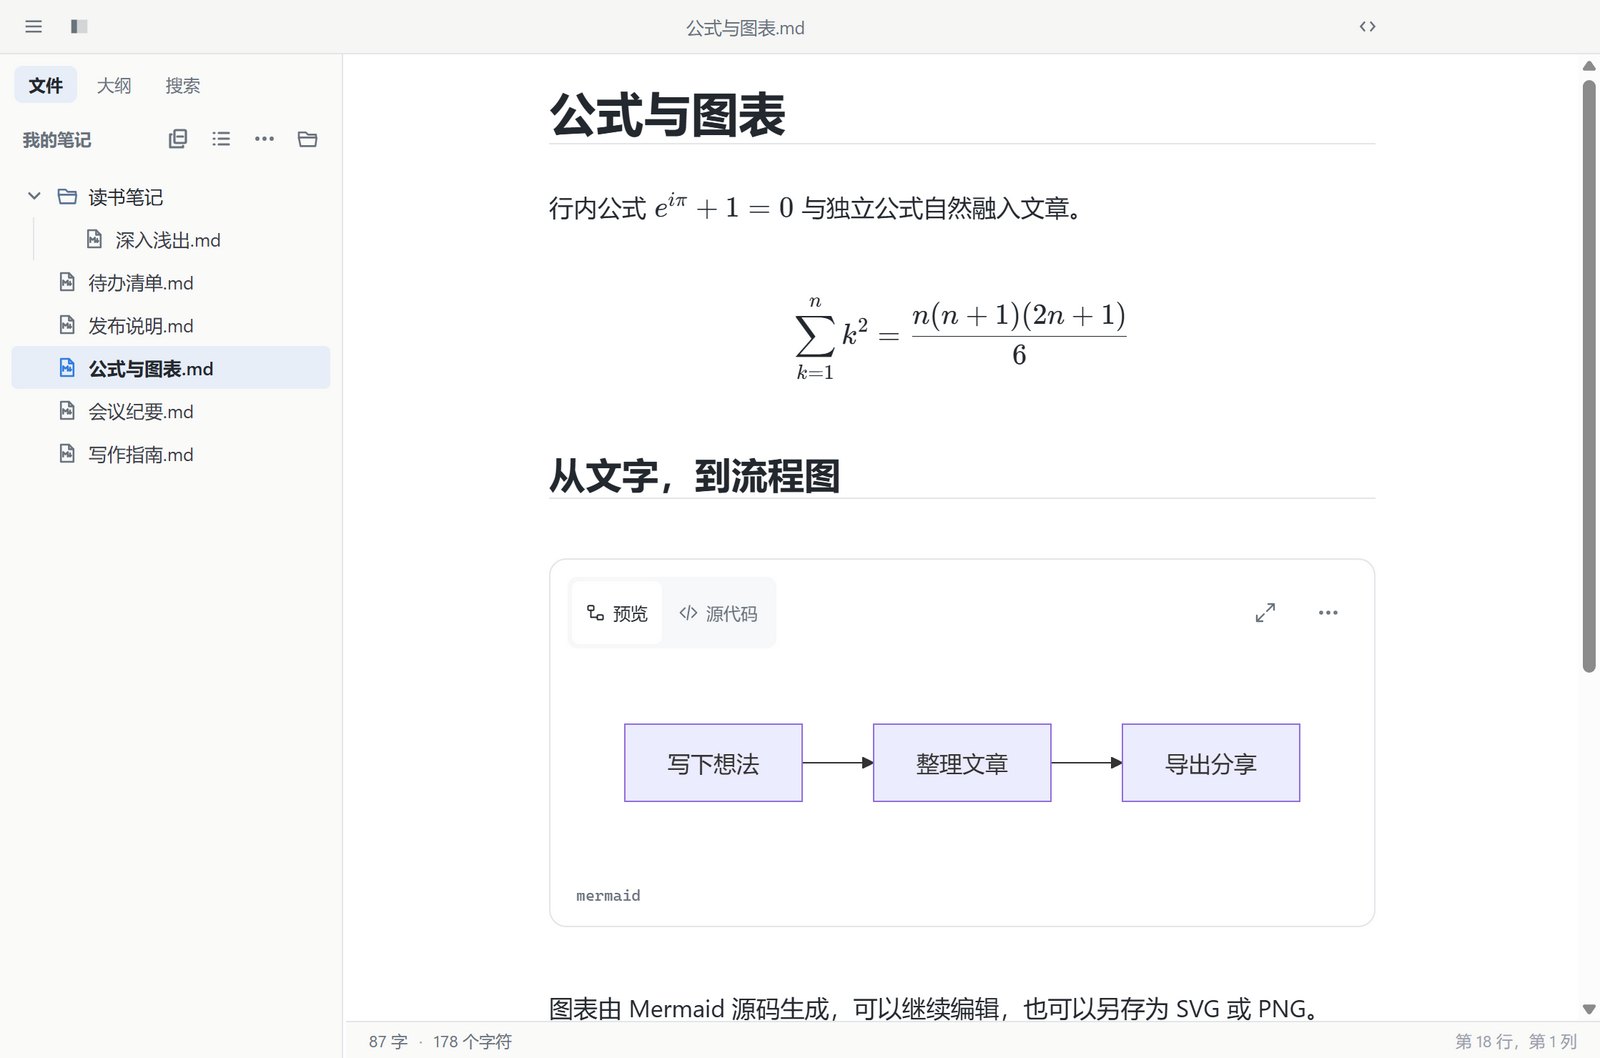 公式与图表.md
文件 大纲 搜索
我的笔记
读书笔记
深入浅出.md
待办清单.md
发布说明.md
公式与图表.md
会议纪要.md
写作指南.md
公式与图表
行内公式 e^{iπ} + 1 = 0 与独立公式自然融入文章。
\sum_{k=1}^{n} k^2 = \frac{n(n+1)(2n+1)}{6}
从文字，到流程图
预览 </> 源代码
写下想法 整理文章 导出分享
mermaid
图表由 Mermaid 源码生成，可以继续编辑，也可以另存为 SVG 或 PNG。
87 字 · 178 个字符
第 18 行，第 1 列